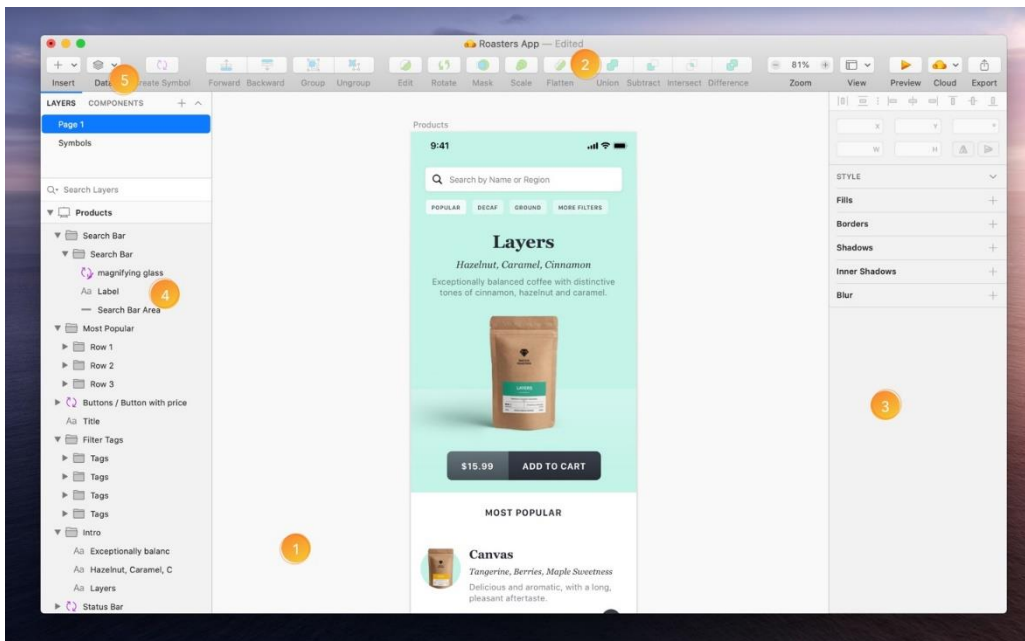 Roasters App — Edited
81%
Insert Data 5 Create Symbol Forward Backward Group Ungroup Edit Rotate Mask Scale Flatten 2 Union Subtract Intersect Difference Zoom View Preview Cloud Export
LAYERS COMPONENTS
Page 1
Symbols
Search Layers
Products
Search Bar
Search Bar
magnifying glass
Aa Label
4
Search Bar Area
Most Popular
Row 1
Row 2
Row 3
Buttons / Button with price
Aa Title
Filter Tags
Tags
Tags
Tags
Tags
Intro
Aa Exceptionally balanc
Aa Hazelnut, Caramel, C
Aa Layers
Status Bar
1
Products
9:41
Search by Name or Region
POPULAR DECAF GROUND MORE FILTERS
Layers
Hazelnut, Caramel, Cinnamon
Exceptionally balanced coffee with distinctive
tones of cinnamon, hazelnut and caramel.
LAYERS
$15.99 ADD TO CART
MOST POPULAR
Canvas
Tangerine, Berries, Maple Sweetness
Delicious and aromatic, with a long,
pleasant aftertaste.
X Y °
W H
STYLE
Fills
Borders
Shadows
Inner Shadows
Blur
3